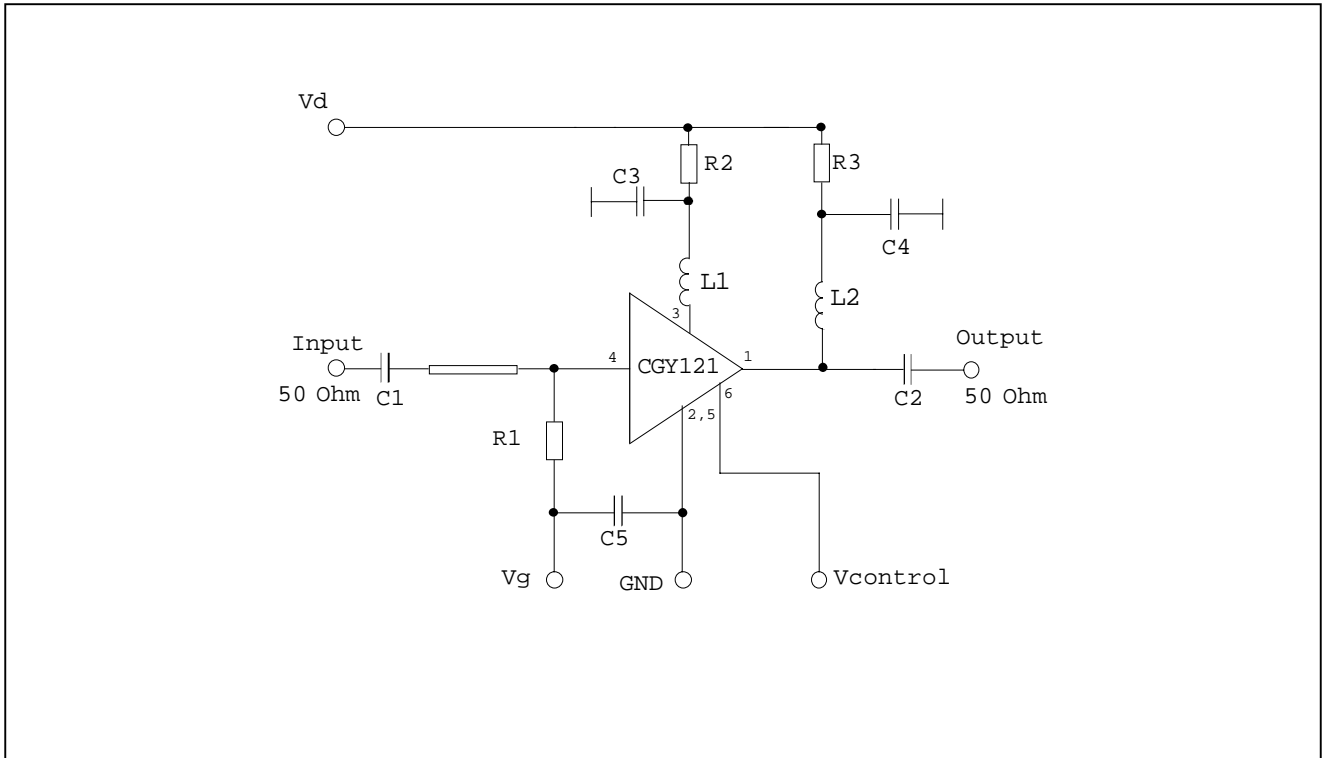 Vd
R2
R3
C3
C4
L1
L2
3
Input
Output
4
CGY121
1
50 Ohm
C1
6
C2
50 Ohm
2,5
R1
C5
Vg
GND
Vcontrol